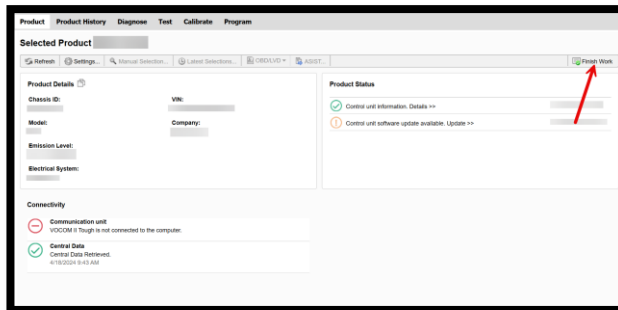 Product Product History Diagnose Test Calibrate Program
Selected Product
Refresh Settings... Manual Selection... Latest Selections... OBD/LVD ASIST... Finish Work
Product Details
Chassis ID: VIN:
Model: Company:
Emission Level:
Electrical System:
Product Status
Control unit information. Details >>
Control unit software update available. Update >>
Connectivity
Communication unit
VOCOM II Tough is not connected to the computer.
Central Data
Central Data Retrieved.
4/18/2024 9:43 AM